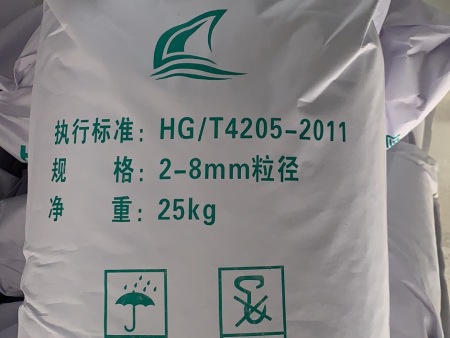 执行标准: HG/T4205-2011
规 格: 2-8mm粒径
净 重: 25kg